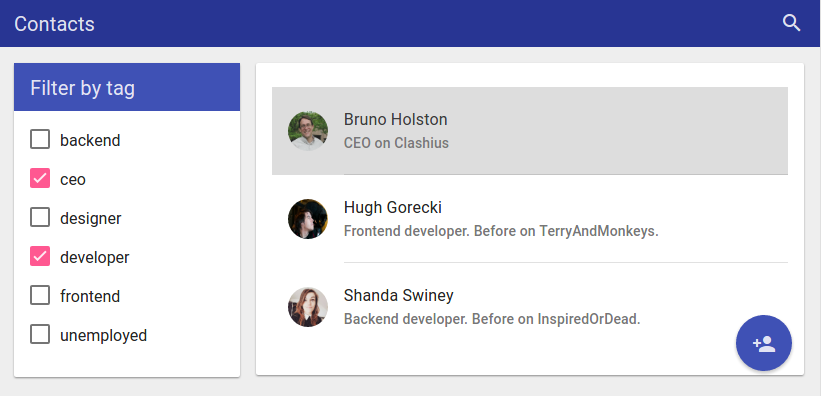 Contacts
Filter by tag
backend
ceo
designer
developer
frontend
unemployed
Bruno Holston
CEO on Clashius
Hugh Gorecki
Frontend developer. Before on TerryAndMonkeys.
Shanda Swiney
Backend developer. Before on InspiredOrDead.